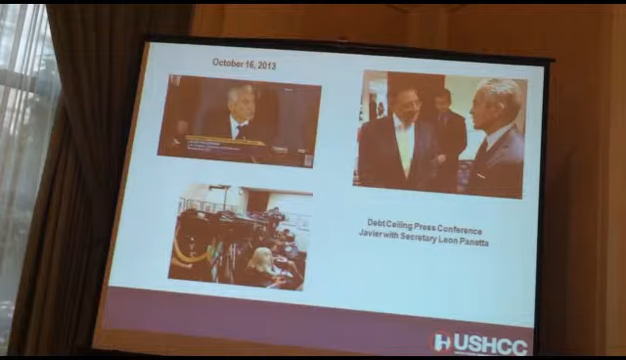 October 16, 2013
Debt Ceiling Press Conference
Javier with Secretary Leon Panetta
USHCC